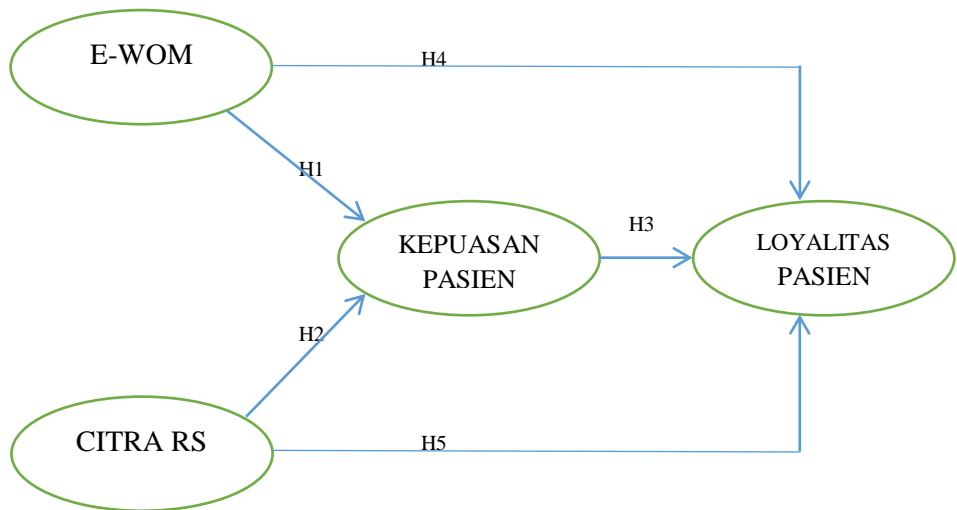 E-WOM
H4
H1
H3
KEPUASAN
PASIEN
LOYALITAS
PASIEN
H2
CITRA RS
H5